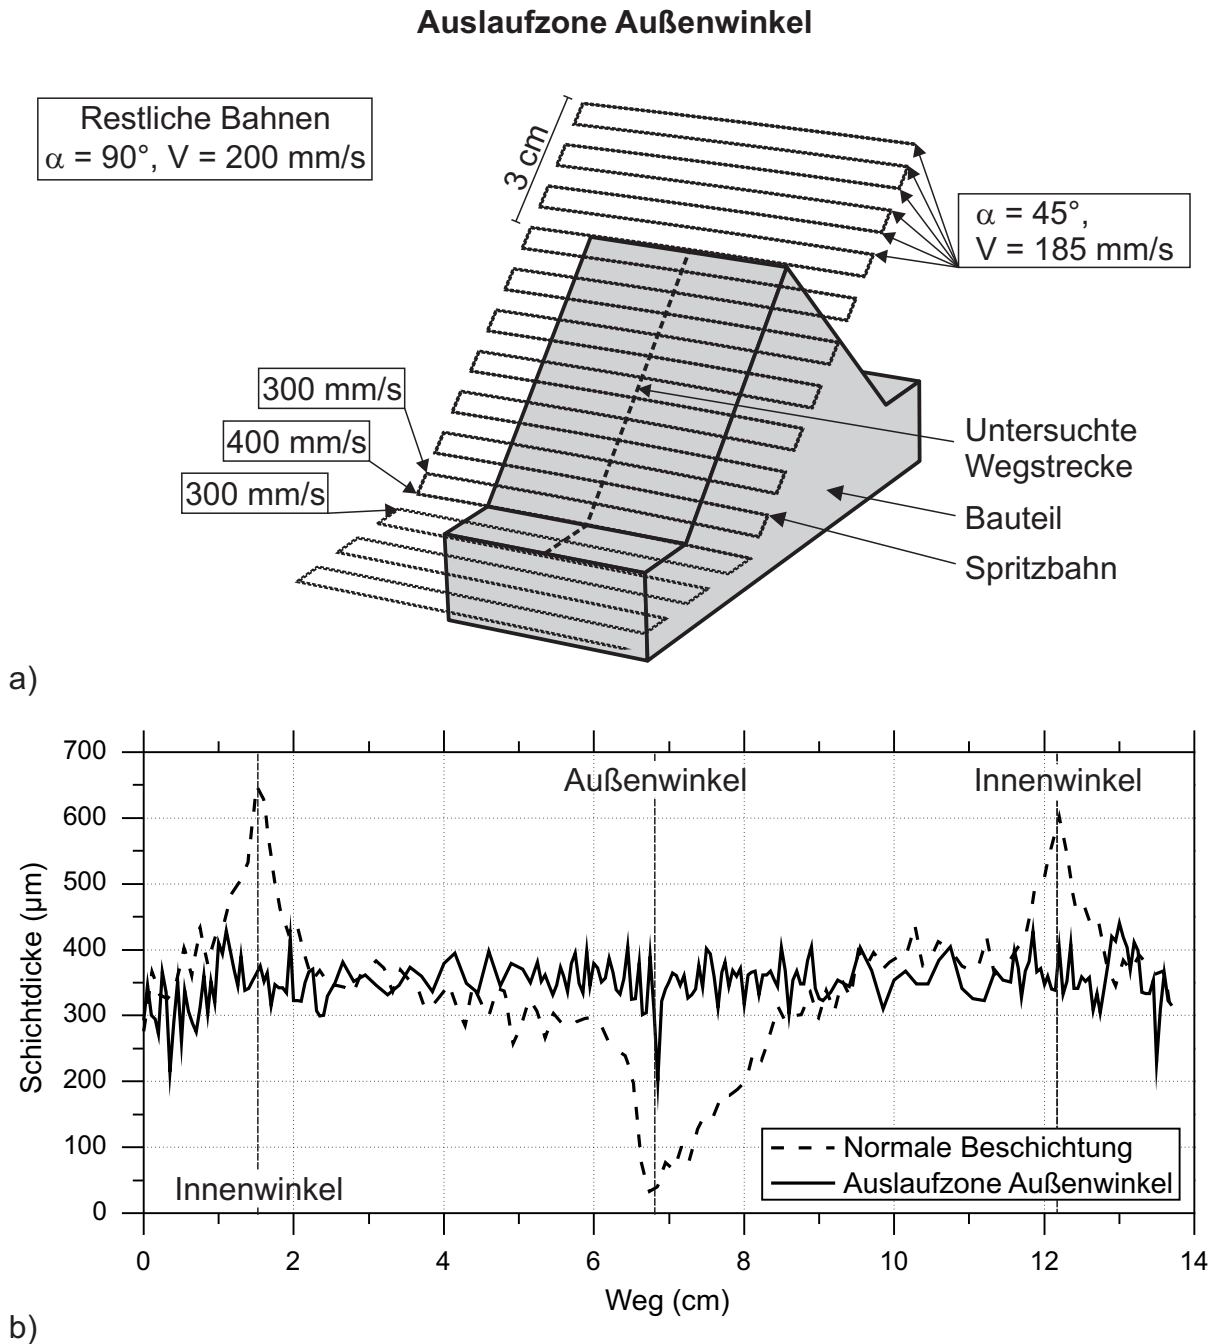 Auslaufzone Außenwinkel
Restliche Bahnen
α = 90°, V = 200 mm/s
3 cm
α = 45°,
V = 185 mm/s
300 mm/s
400 mm/s
300 mm/s
Untersuchte
Wegstrecke
Bauteil
Spritzbahn
a)
700
600
500
400
300
200
100
0
Schichtdicke (µm)
Außenwinkel
Innenwinkel
Innenwinkel
Normale Beschichtung
Auslaufzone Außenwinkel
0 2 4 6 8 10 12 14
Weg (cm)
b)